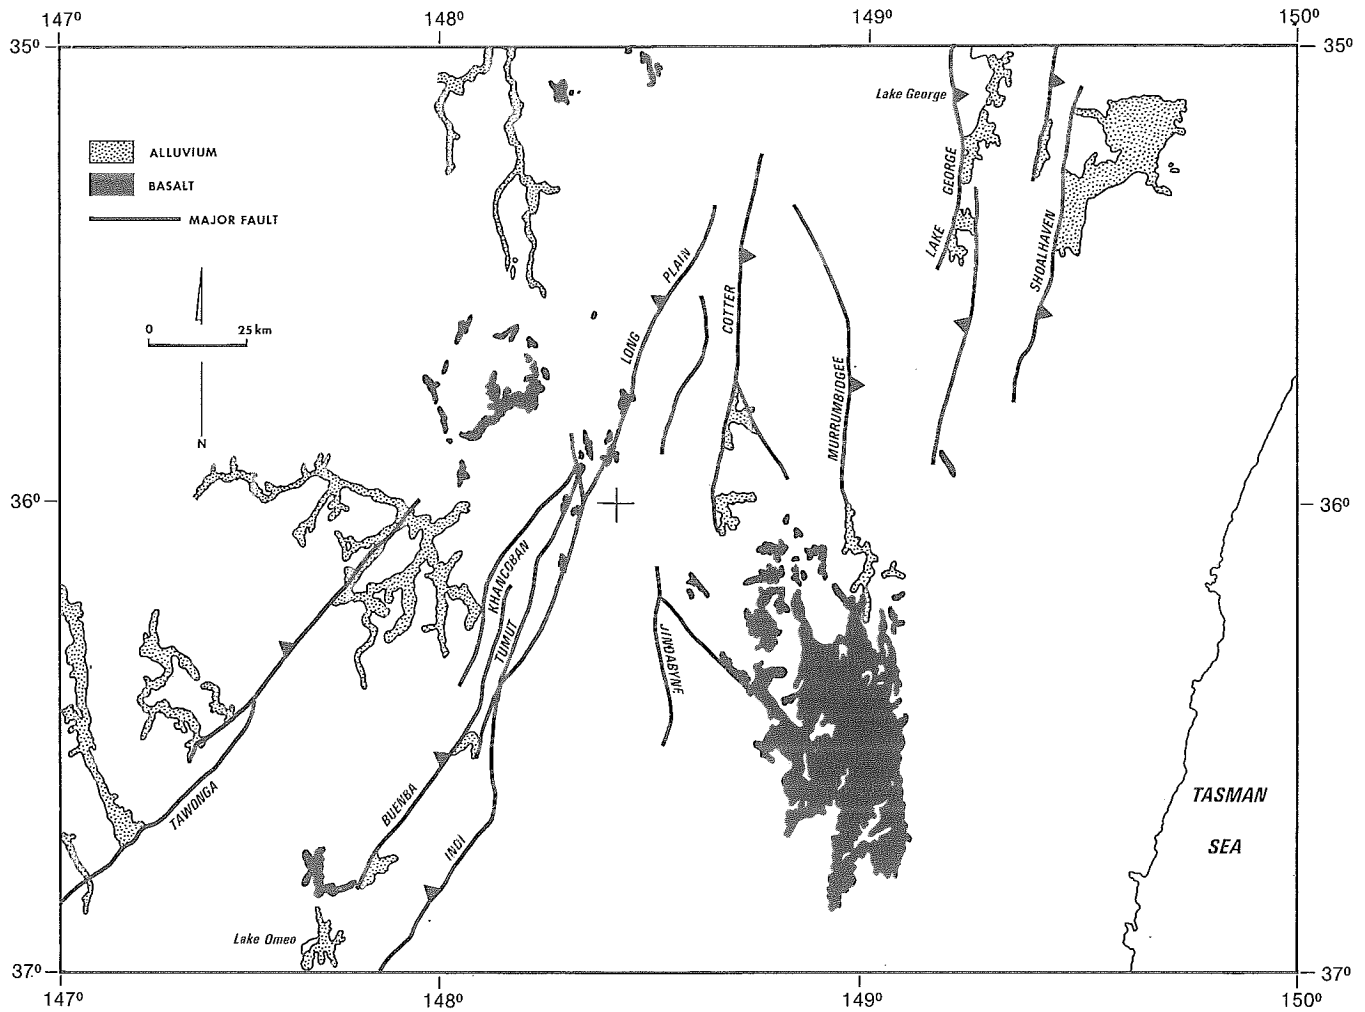 147⁰ 148⁰ 149⁰ 150⁰
35⁰ 35⁰
Lake George
ALLUVIUM
BASALT
MAJOR FAULT
0 25 km
N
LAKE GEORGE
SHOALHAVEN
LONG PLAIN
COTTER
MURRUMBIDGEE
36⁰ 36⁰
KHANCOBAN
TUMUT
JINDABYNE
TAWONGA
BUENBA
INDI
TASMAN
SEA
Lake Omeo
37⁰ 37⁰
147⁰ 148⁰ 149⁰ 150⁰